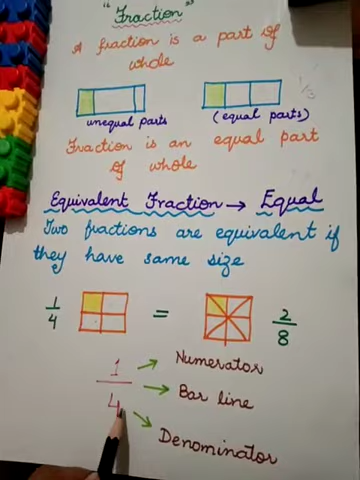 "Fraction"
A fraction is a part of
whole
1/3
unequal parts (equal parts)
Fraction is an equal part
of whole
Equivalent Fraction → Equal
Two fractions are equivalent if
they have same size
1/4 = 2/8
1 → Numerator
→ Bar line
4 → Denominator